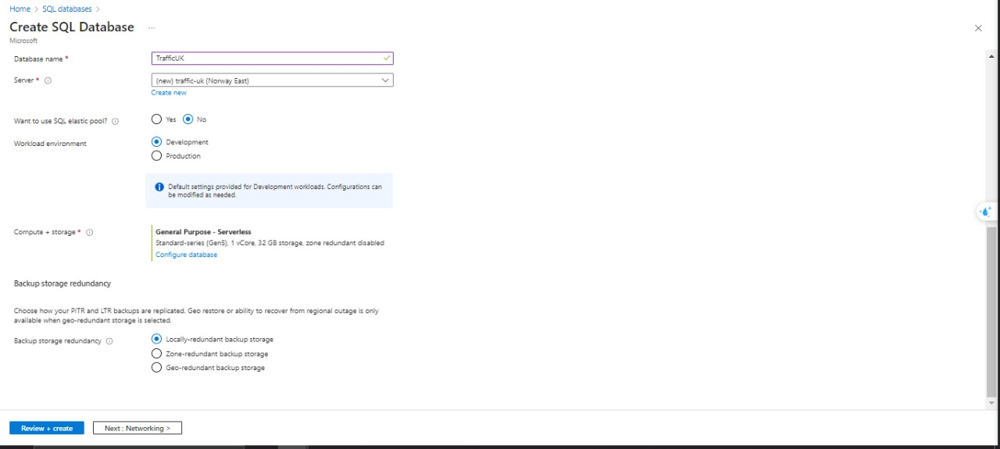 Home > SQL databases >
Create SQL Database ...
Microsoft
Database name * TrafficUK
Server * (new) traffic-uk (Norway East)
Create new
Want to use SQL elastic pool? Yes No
Workload environment Development
Production
Default settings provided for Development workloads. Configurations can
be modified as needed.
Compute + storage * General Purpose - Serverless
Standard-series (Gen5), 1 vCore, 32 GB storage, zone redundant disabled
Configure database
Backup storage redundancy
Choose how your PITR and LTR backups are replicated. Geo restore or ability to recover from regional outage is only
available when geo-redundant storage is selected.
Backup storage redundancy Locally-redundant backup storage
Zone-redundant backup storage
Geo-redundant backup storage
Review + create Next : Networking >